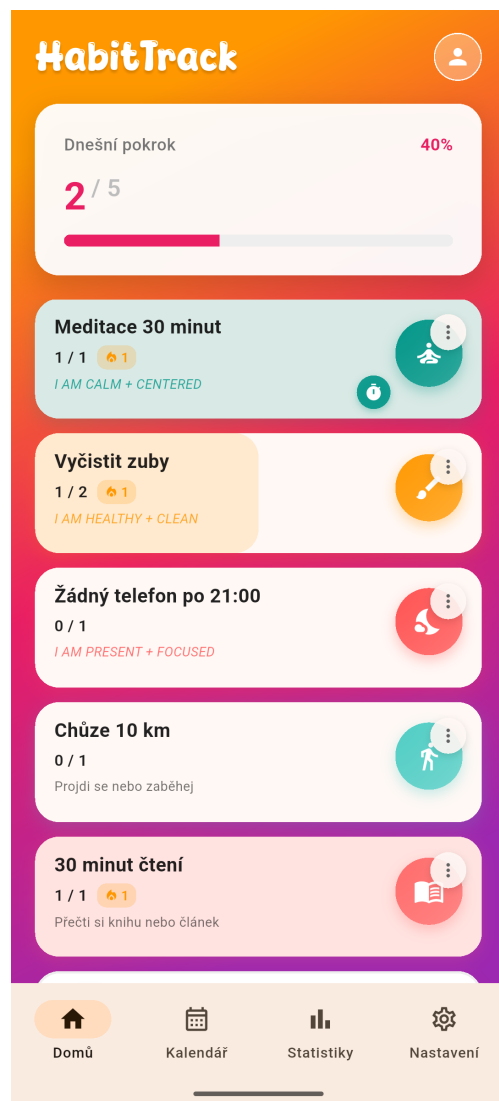 HabitTrack
Dnešní pokrok
40%
2 / 5
Meditace 30 minut
1 / 1 1
I AM CALM + CENTERED
Vyčistit zuby
1 / 2 1
I AM HEALTHY + CLEAN
Žádný telefon po 21:00
0 / 1
I AM PRESENT + FOCUSED
Chůze 10 km
0 / 1
Projdi se nebo zaběhej
30 minut čtení
1 / 1 1
Přečti si knihu nebo článek
Domů
Kalendář
Statistiky
Nastavení